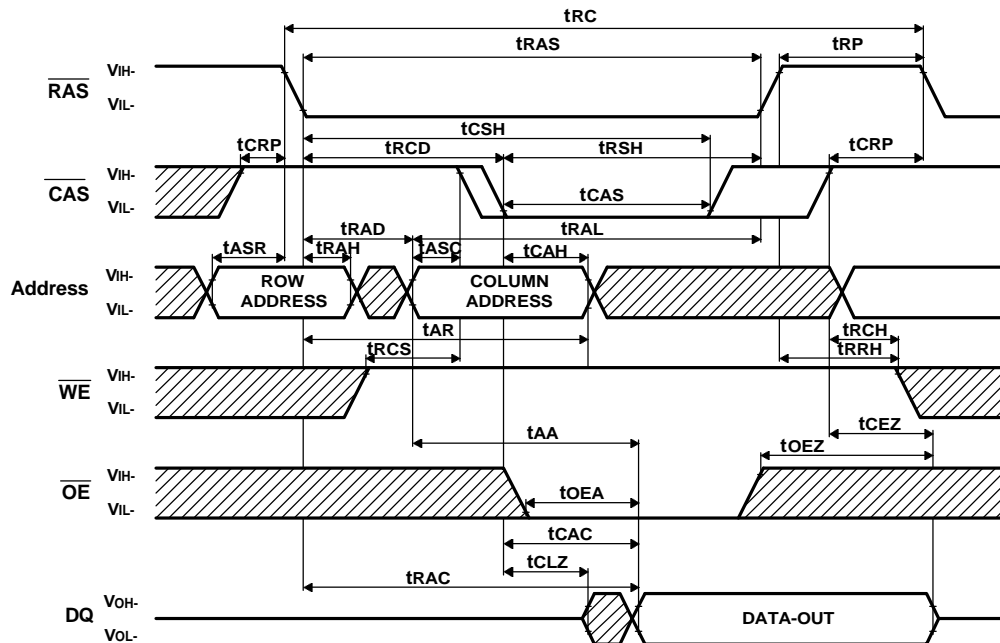 tRC
tRAS
tRP
RAS
VIH-
VIL-
tCSH
tCRP
tRCD
tRSH
tCRP
CAS
VIH-
VIL-
tCAS
tRAD
tRAL
tASR
tRAH
tASC
tCAH
Address
VIH-
VIL-
ROW
ADDRESS
COLUMN
ADDRESS
tAR
tRCH
tRCS
tRRH
WE
VIH-
VIL-
tCEZ
tAA
tOEZ
OE
VIH-
VIL-
tOEA
tCAC
tCLZ
tRAC
DQ
VOH-
VOL-
DATA-OUT